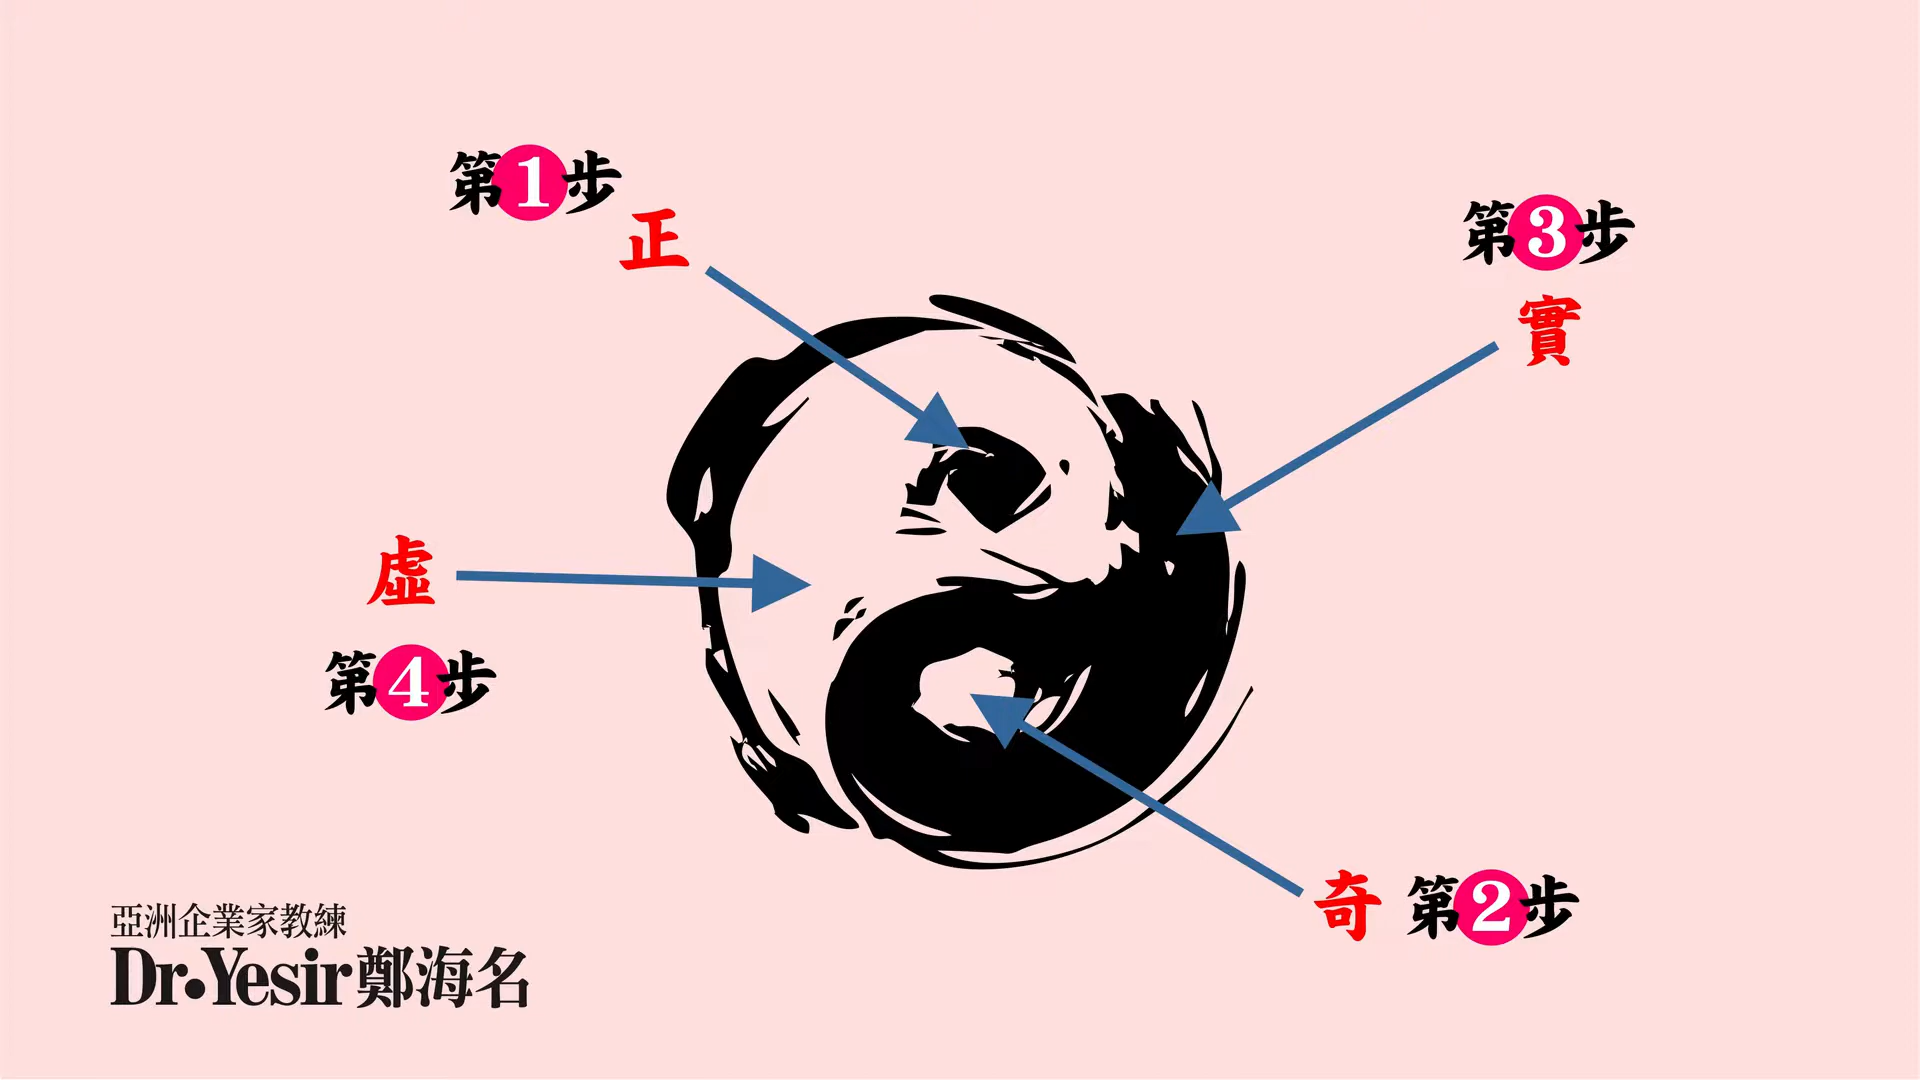 第1步
正
第3步
實
虛
第4步
奇 第2步
亞洲企業家教練
Dr•Yesir鄭海名